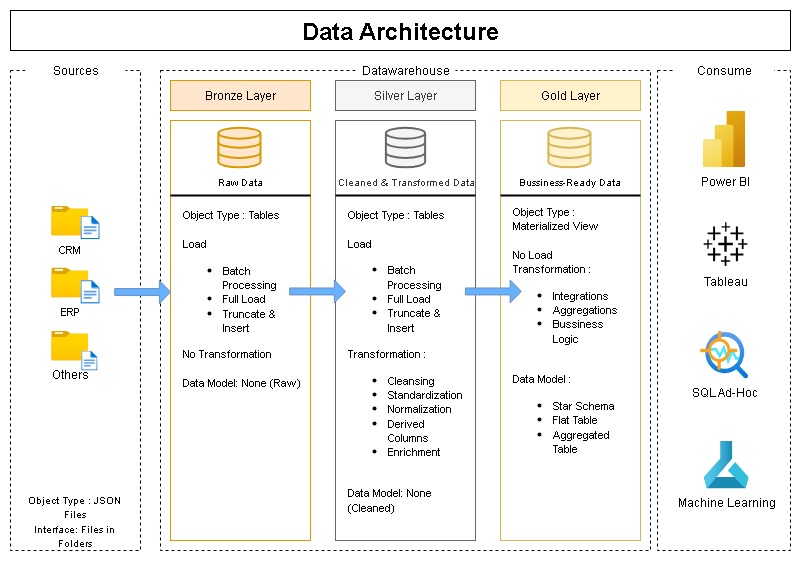 Data Architecture
Sources
CRM
ERP
Others
Object Type : JSON
Files
Interface: Files in
Folders
Datawarehouse
Bronze Layer
Raw Data
Object Type : Tables
Load
• Batch
Processing
• Full Load
• Truncate &
Insert
No Transformation
Data Model: None (Raw)
Silver Layer
Cleaned & Transformed Data
Object Type : Tables
Load
• Batch
Processing
• Full Load
• Truncate &
Insert
Transformation :
• Cleansing
• Standardization
• Normalization
• Derived
Columns
• Enrichment
Data Model: None
(Cleaned)
Gold Layer
Bussiness-Ready Data
Object Type :
Materialized View
No Load
Transformation :
• Integrations
• Aggregations
• Bussiness
Logic
Data Model :
• Star Schema
• Flat Table
• Aggregated
Table
Consume
Power BI
Tableau
SQL Ad-Hoc
Machine Learning